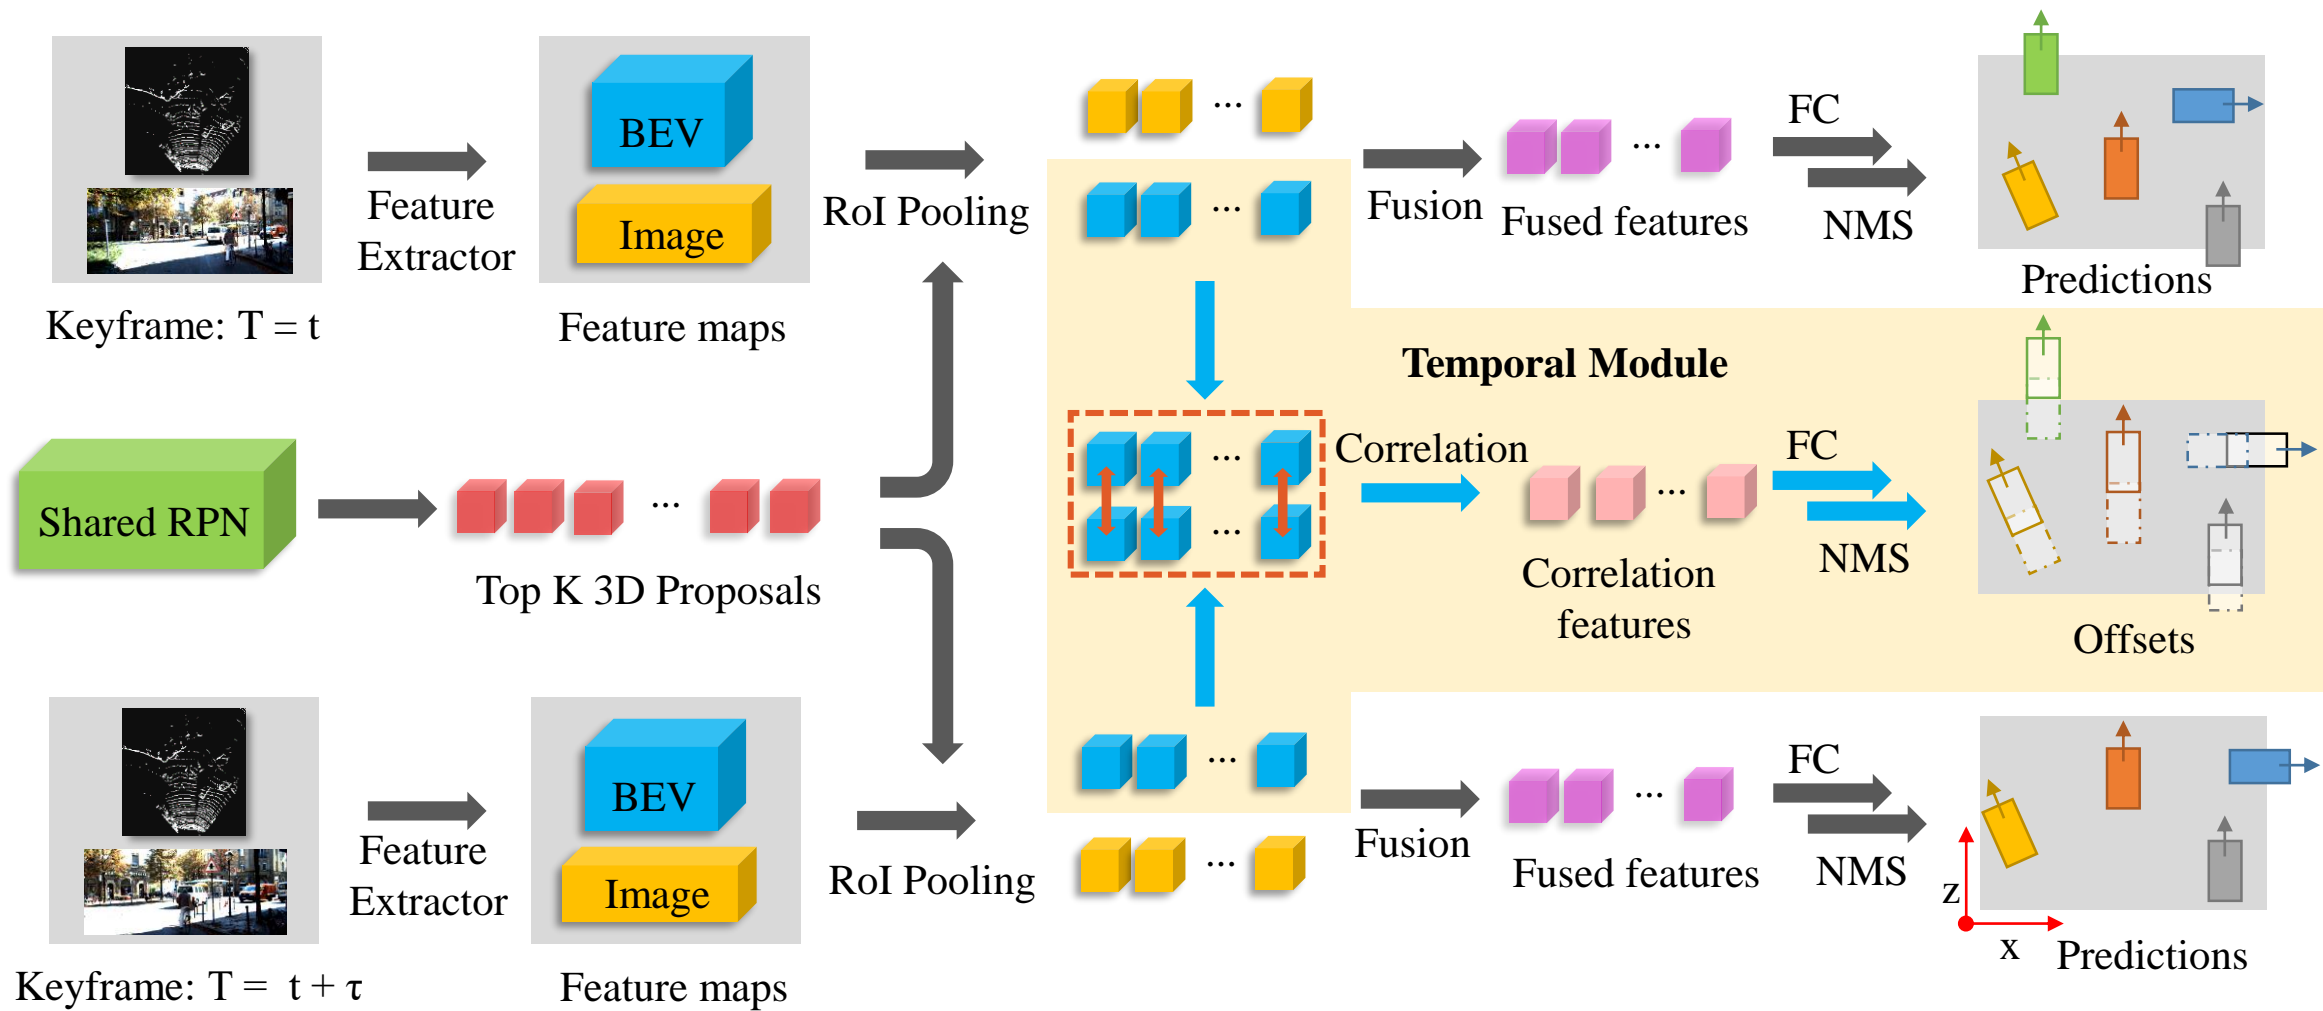 BEV
Image
Feature
Extractor
RoI Pooling
...
...
Fusion
...
Fused features
FC
NMS
Predictions
Keyframe: T = t
Feature maps
Temporal Module
Shared RPN
...
Top K 3D Proposals
...
...
Correlation
...
Correlation
features
FC
NMS
Offsets
BEV
Image
Feature
Extractor
RoI Pooling
...
...
Fusion
...
Fused features
FC
NMS
z
x
Predictions
Keyframe: T = t + τ
Feature maps